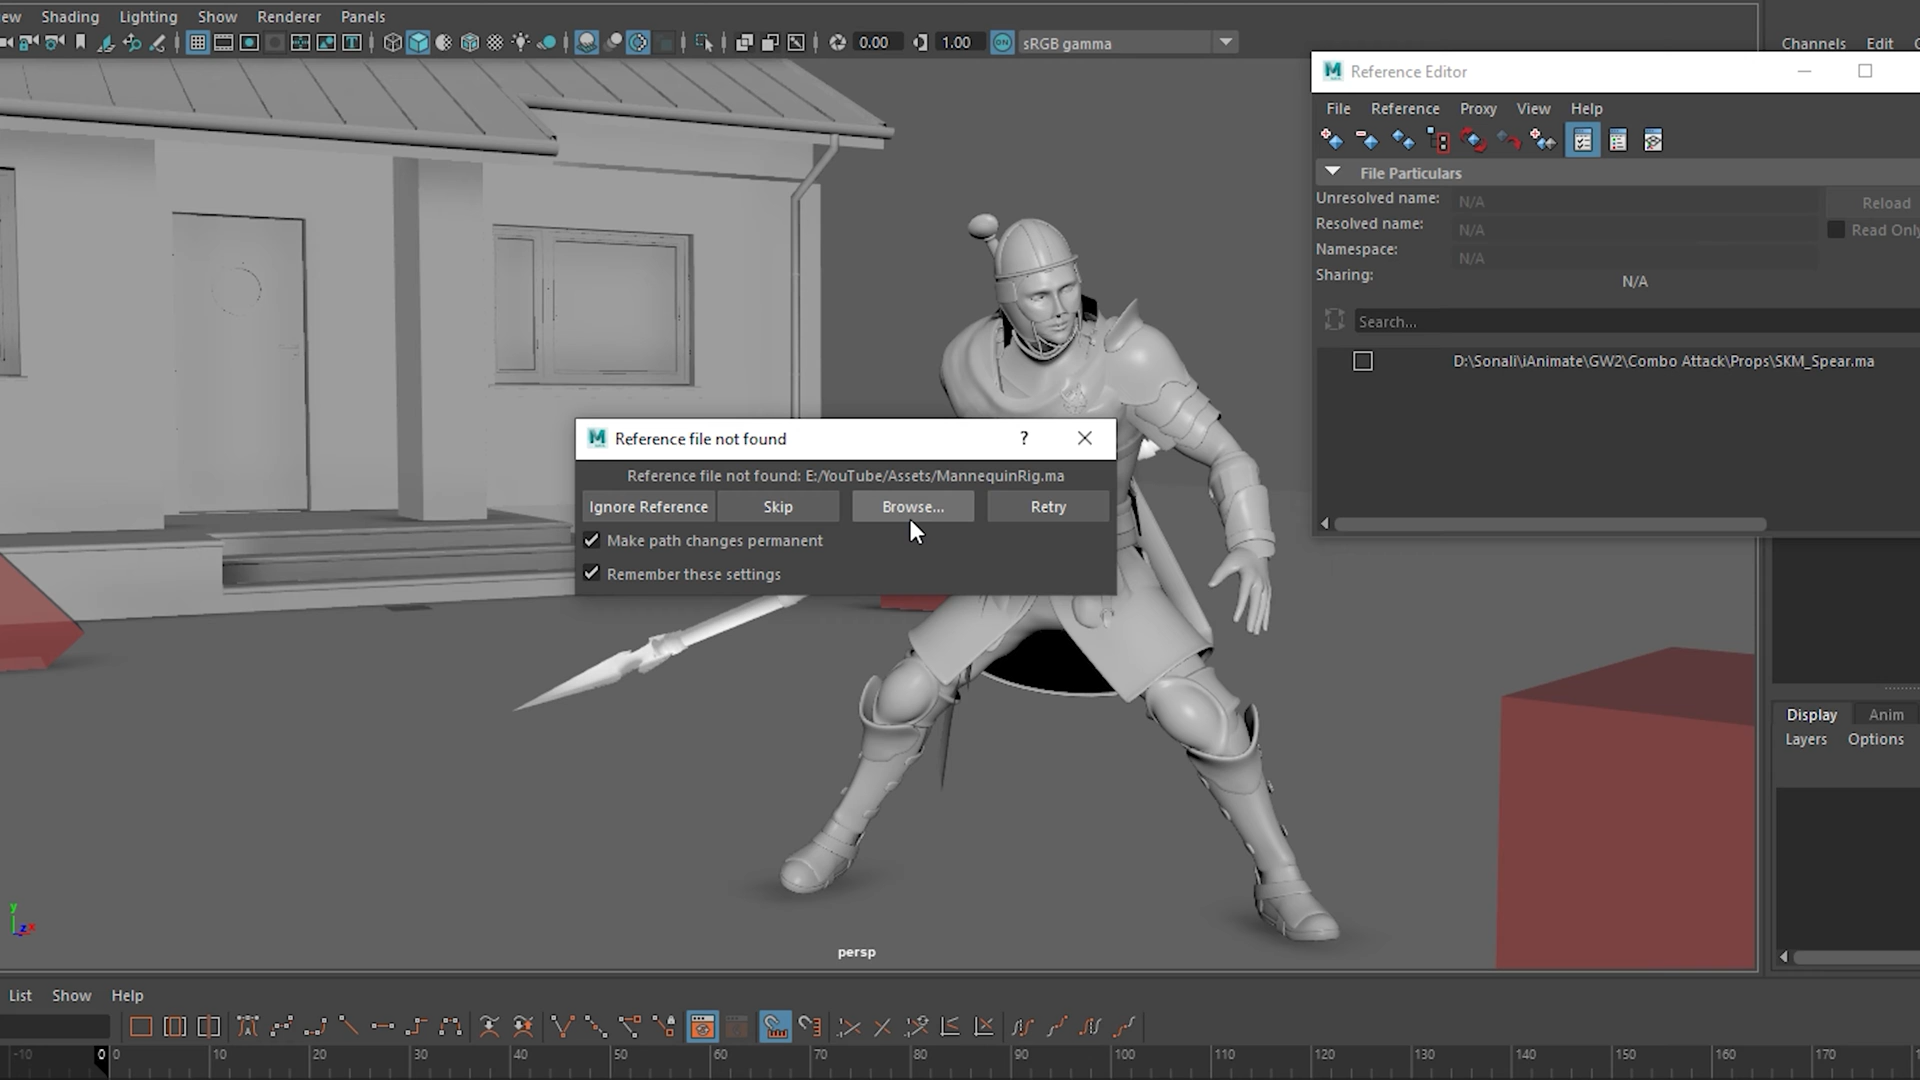 ew Shading Lighting Show Renderer Panels
0.00 1.00 ON sRGB gamma
Channels Edit
M Reference Editor
File Reference Proxy View Help
File Particulars
Unresolved name: N/A Reload
Resolved name: N/A Read Only
Namespace: N/A
Sharing: N/A
Search...
D:\Sonali\iAnimate\GW2\Combo Attack\Props\SKM_Spear.ma
M Reference file not found ?
Reference file not found: E:/YouTube/Assets/MannequinRig.ma
Ignore Reference Skip Browse... Retry
Make path changes permanent
Remember these settings
Display Anim
Layers Options
y
z x
persp
List Show Help
-10 0 0 10 20 30 40 50 60 70 80 90 100 110 120 130 140 150 160 170